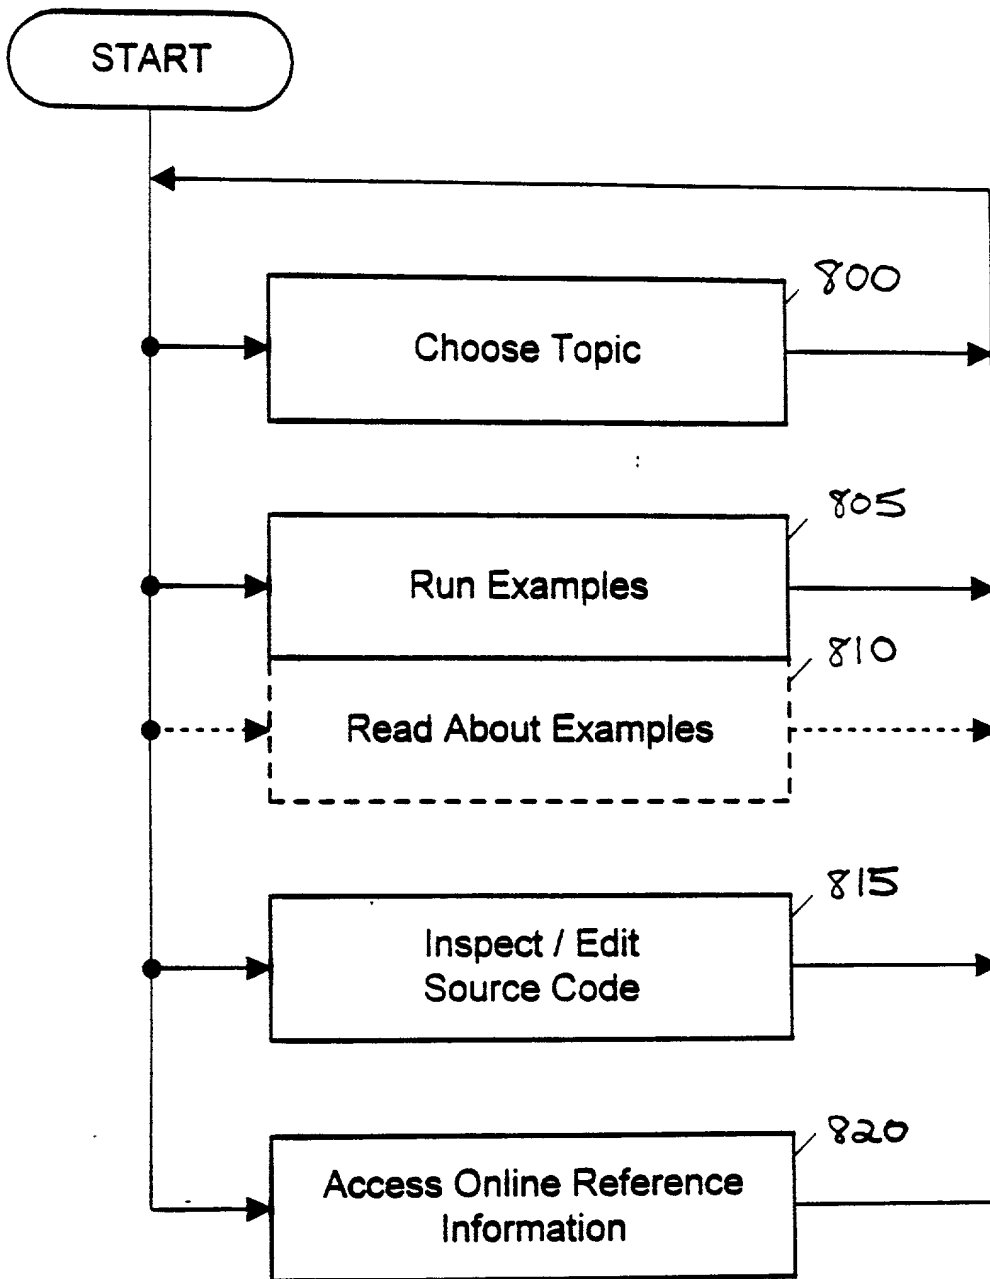 START
800
Choose Topic
805
Run Examples
810
Read About Examples
815
Inspect / Edit
Source Code
820
Access Online Reference
Information